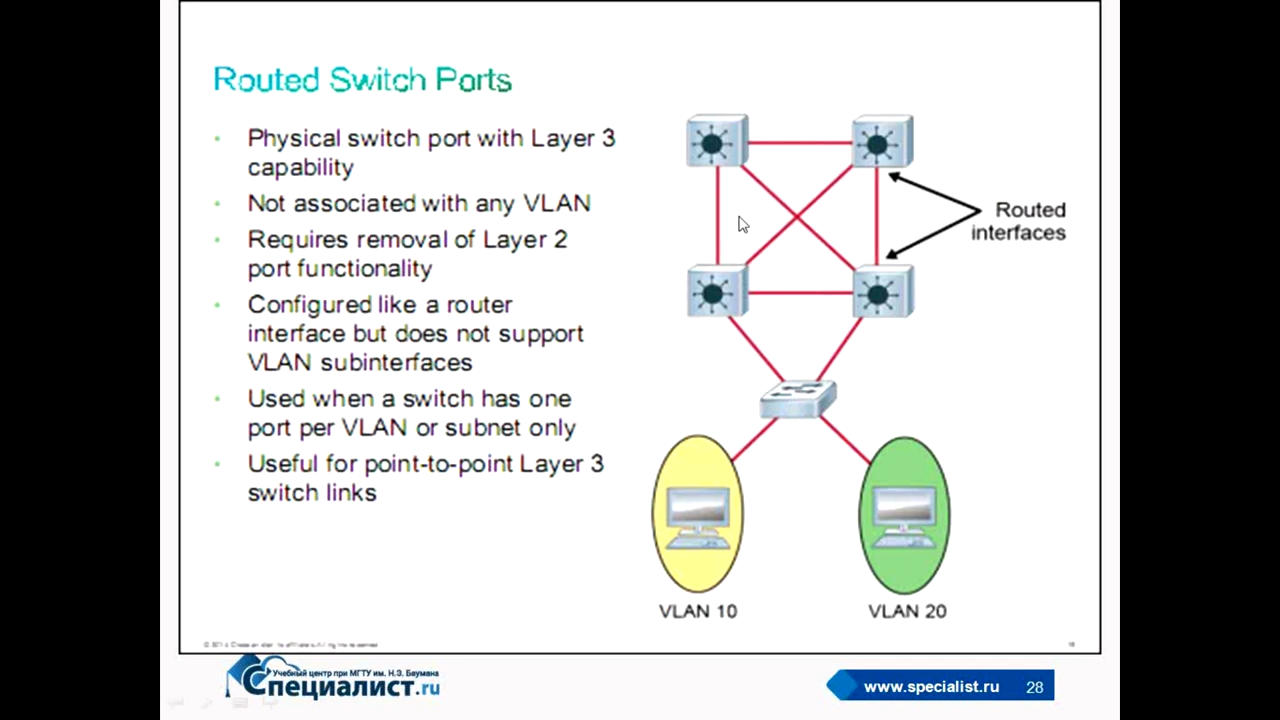 Routed Switch Ports
Physical switch port with Layer 3
capability
Not associated with any VLAN
Requires removal of Layer 2
port functionality
Configured like a router
interface but does not support
VLAN subinterfaces
Used when a switch has one
port per VLAN or subnet only
Useful for point-to-point Layer 3
switch links
Routed
interfaces
VLAN 10
VLAN 20
Учебный центр при МГТУ им. Н.Э. Баумана
Специалист.ru
www.specialist.ru
28